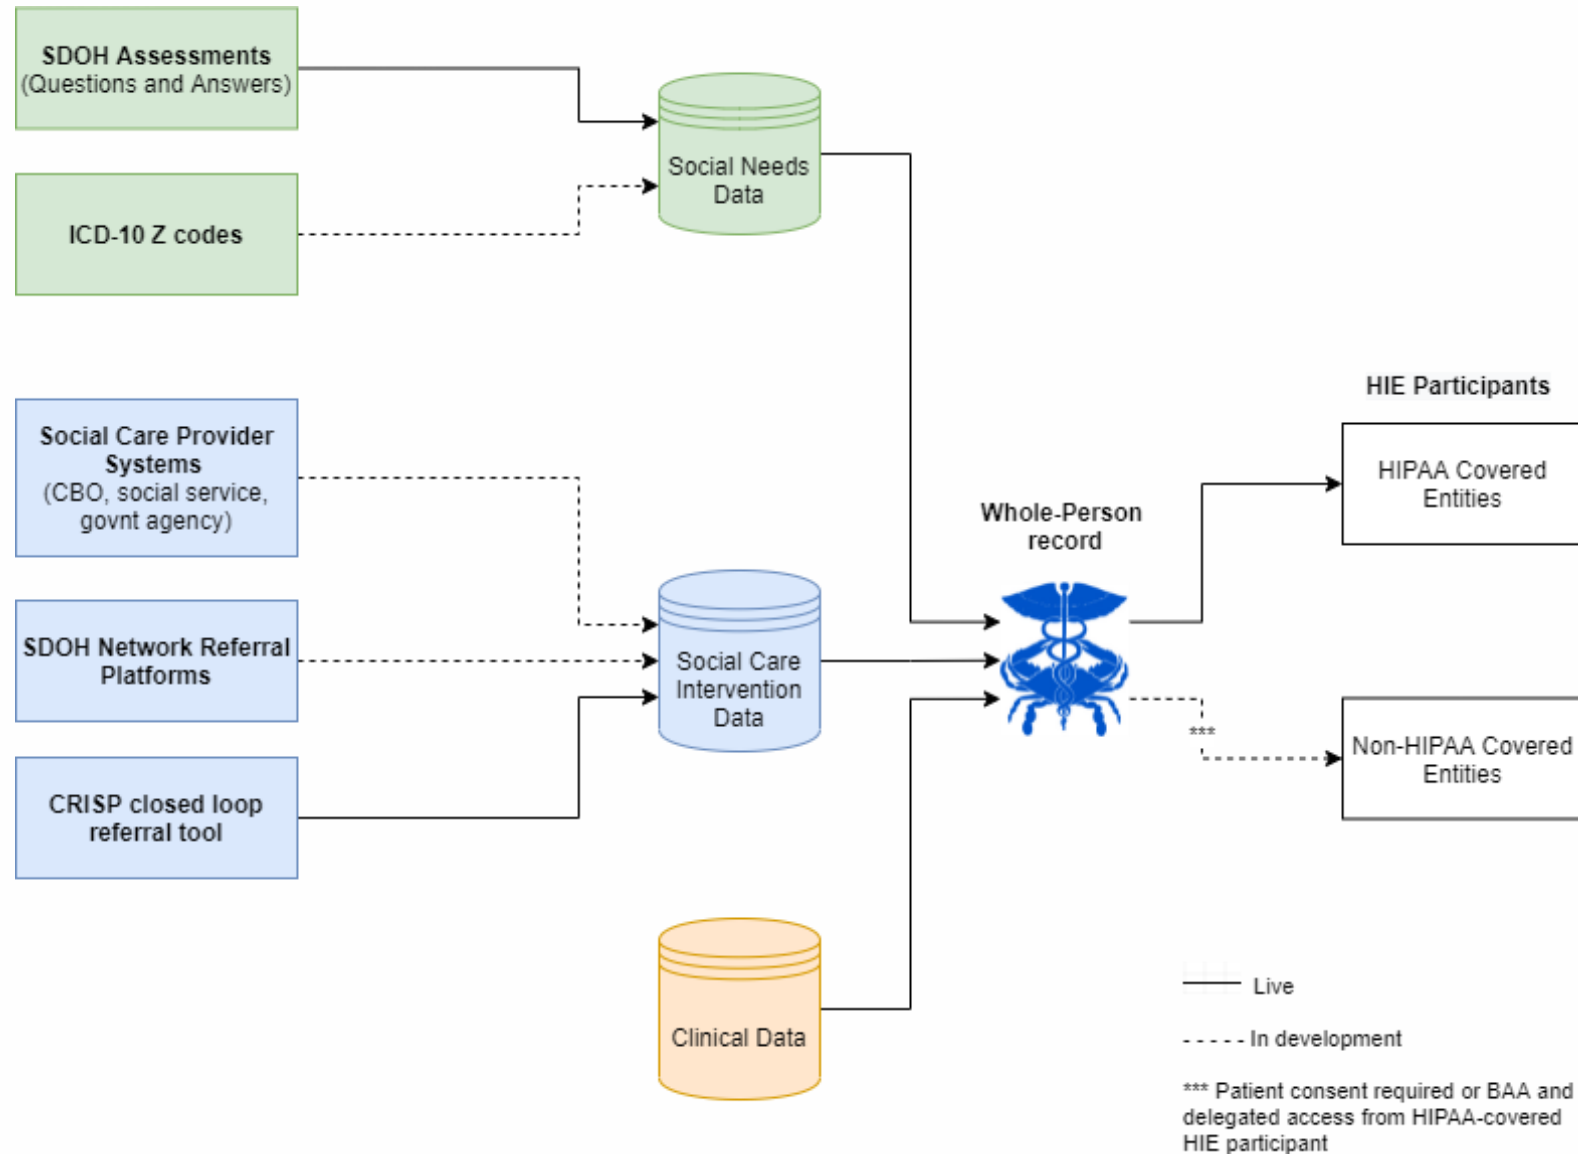 SDOH Assessments
(Questions and Answers)
ICD-10 Z codes
Social Needs
Data
Social Care Provider
Systems
(CBO, social service,
govnt agency)
SDOH Network Referral
Platforms
CRISP closed loop
referral tool
Social Care
Intervention
Data
Clinical Data
Whole-Person
record
HIE Participants
HIPAA Covered
Entities
***
Non-HIPAA Covered
Entities
Live
In development
*** Patient consent required or BAA and
delegated access from HIPAA-covered
HIE participant